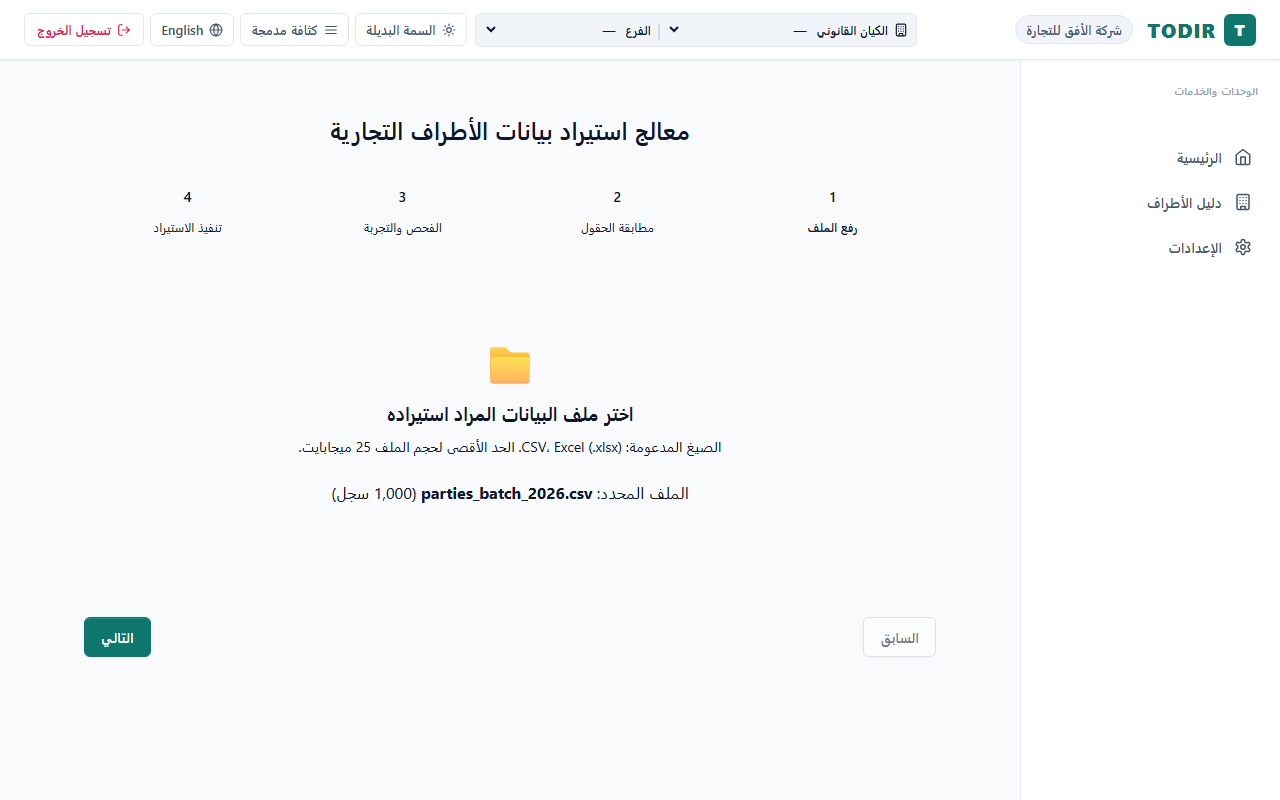 T TODIR شركة الأفق للتجارة الكيان القانوني — الفرع — السمة البديلة كثافة مدمجة English تسجيل الخروج
الوحدات والخدمات
الرئيسية
دليل الأطراف
الإعدادات
معالج استيراد بيانات الأطراف التجارية
1 2 3 4
رفع الملف مطابقة الحقول الفحص والتجربة تنفيذ الاستيراد
اختر ملف البيانات المراد استيراده
الصيغ المدعومة: CSV، Excel (.xlsx). الحد الأقصى لحجم الملف 25 ميجابايت.
الملف المحدد: parties_batch_2026.csv (1,000 سجل)
السابق التالي